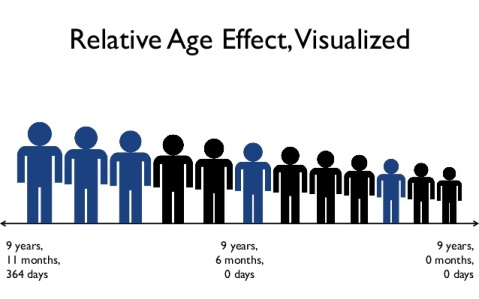 Relative Age Effect, Visualized
9 years,
11 months,
364 days
9 years,
6 months,
0 days
9 years,
0 months,
0 days